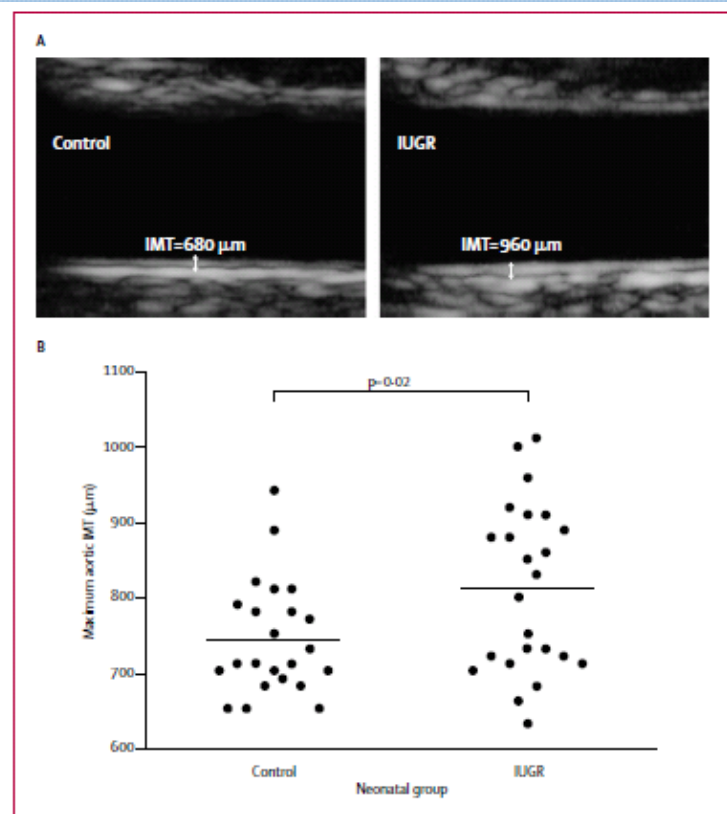 A
Control
IUGR
IMT=680 μm
IMT=960 μm
B
1100
p=0·02
1000
900
800
700
600
Maximum aortic IMT (μm)
Control
IUGR
Neonatal group